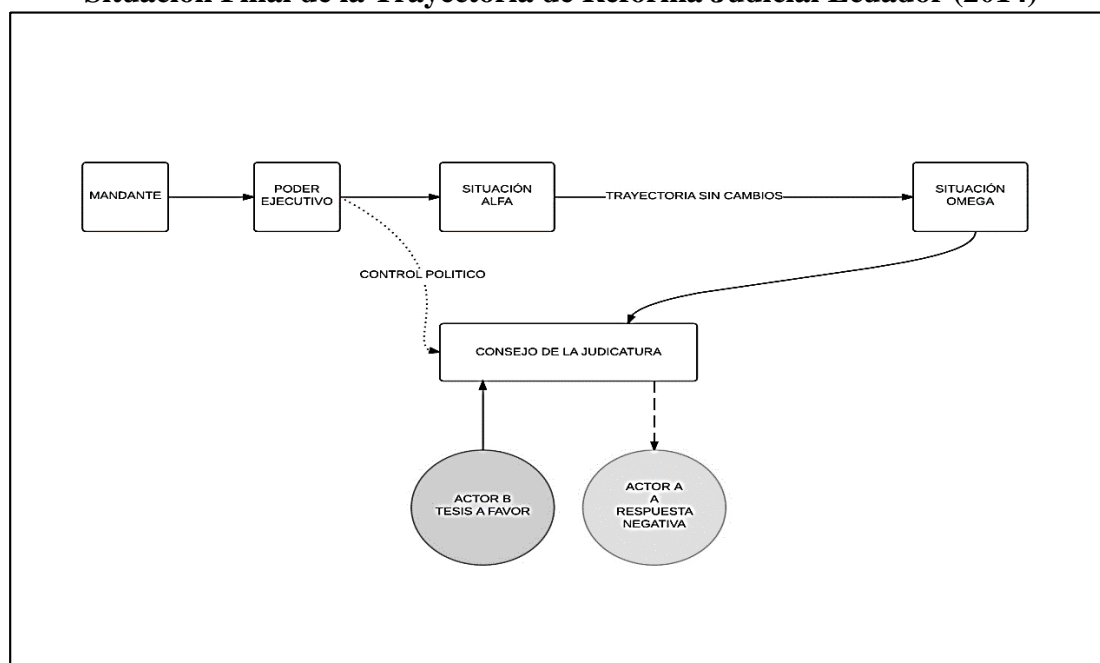 Situación Final de la Trayectoria de Reforma Judicial Ecuador (2014)
MANDANTE
PODER
EJECUTIVO
SITUACIÓN
ALFA
TRAYECTORIA SIN CAMBIOS
SITUACIÓN
OMEGA
CONTROL POLITICO
CONSEJO DE LA JUDICATURA
ACTOR B
TESIS A FAVOR
ACTOR A
A
RESPUESTA
NEGATIVA